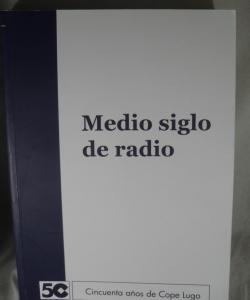 Medio siglo
de radio
50
Cincuenta años de Cope Lugo